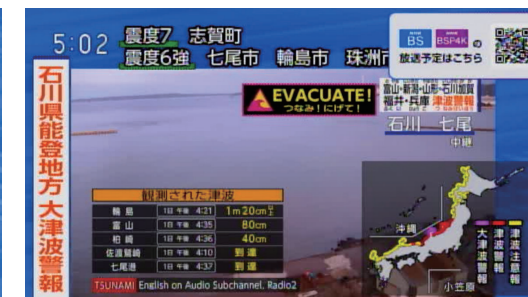 5:02
震度7 志賀町
震度6強 七尾市 輪島市 珠洲市
BS BSP4K の
放送予定はこちら
石川県能登地方 大津波警報
EVACUATE!
つなみ!にげて!
富山・新潟・山形・石川加賀
福井・兵庫 津波警報
石川 七尾
中継
観測された津波
輪島 1日 午後 4:21 1m20cm以上
富山 1日 午後 4:35 80cm
柏崎 1日 午後 4:36 40cm
佐渡鷲崎 1日 午後 4:10 到達
七尾港 1日 午後 4:37 到達
沖縄
小笠原
大津波警報
津波警報
津波注意報
TSUNAMI English on Audio Subchannel, Radio2